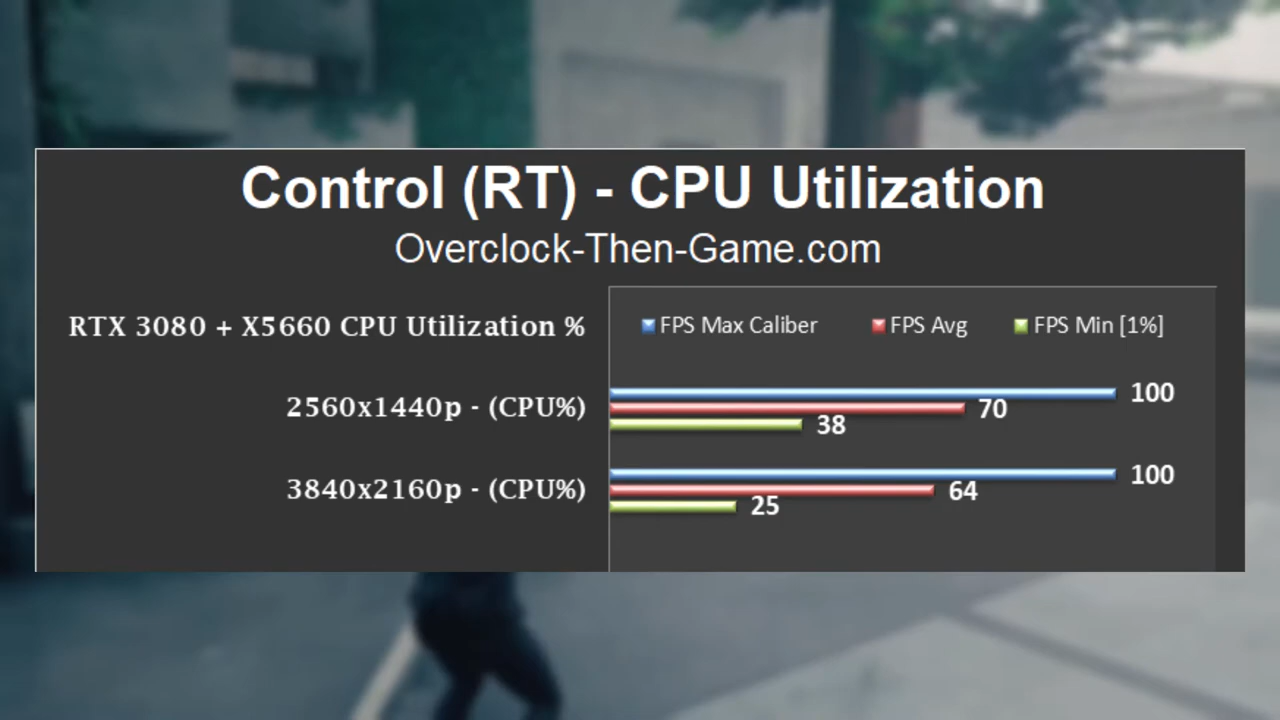 Control (RT) - CPU Utilization
Overclock-Then-Game.com
RTX 3080 + X5660 CPU Utilization %
FPS Max Caliber FPS Avg FPS Min [1%]
2560x1440p - (CPU%)
100
70
38
3840x2160p - (CPU%)
100
64
25